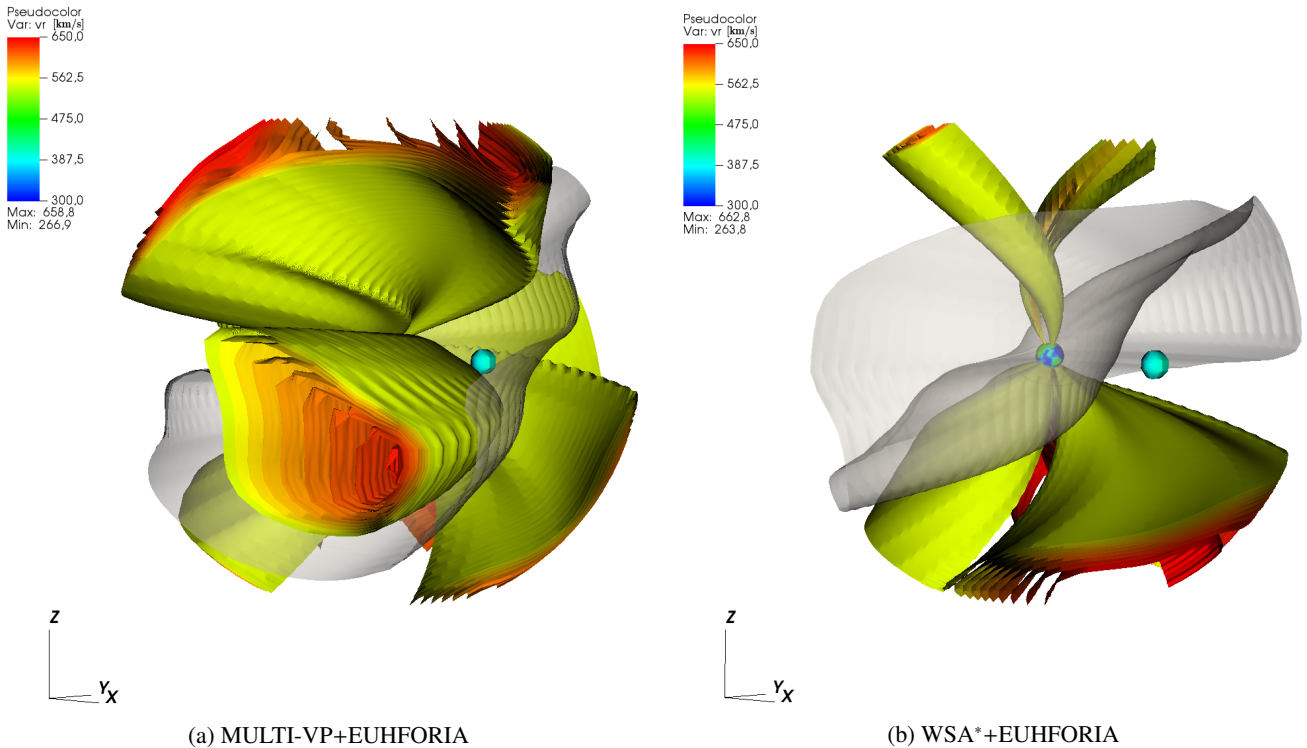 Pseudocolor
Var: vr [km/s]
650,0
562,5
475,0
387,5
300,0
Max: 658,8
Min: 266,9
Z
Y
X
(a) MULTI-VP+EUHFORIA
Pseudocolor
Var: vr [km/s]
650,0
562,5
475,0
387,5
300,0
Max: 662,8
Min: 263,8
Z
Y
X
(b) WSA*+EUHFORIA